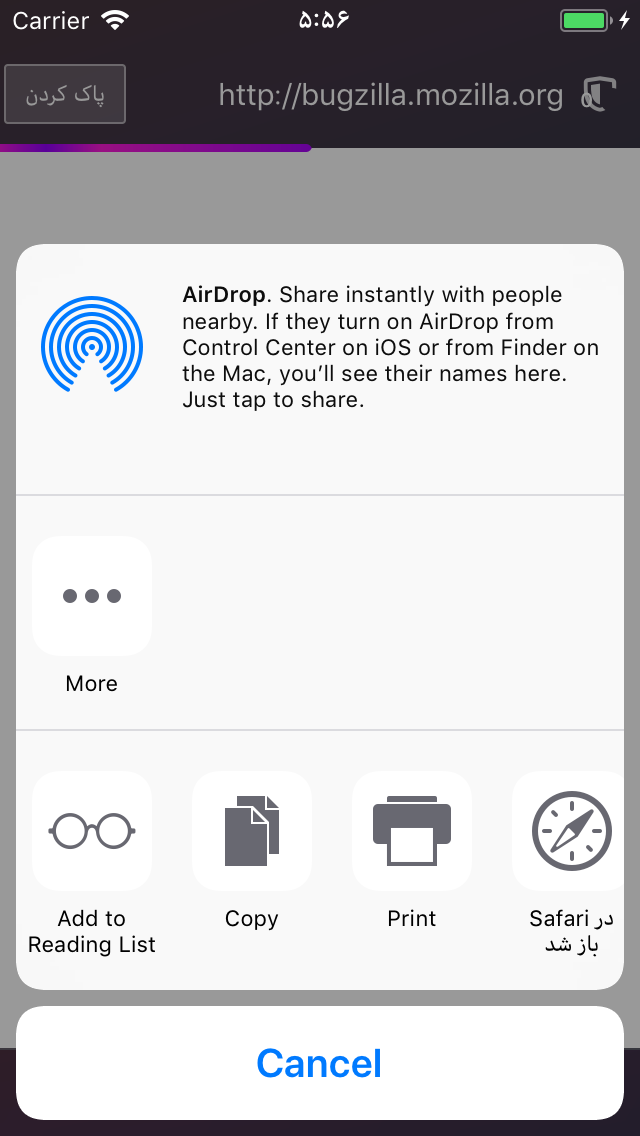 Carrier ۵:۵۶
پاک کردن http://bugzilla.mozilla.org
AirDrop. Share instantly with people
nearby. If they turn on AirDrop from
Control Center on iOS or from Finder on
the Mac, you’ll see their names here.
Just tap to share.
More
Add to
Reading List
Copy
Print
در Safari
باز شد
Cancel